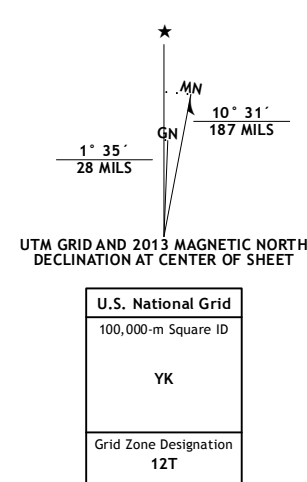 ★
MN
GN
10° 31´
187 MILS
1° 35´
28 MILS
UTM GRID AND 2013 MAGNETIC NORTH
DECLINATION AT CENTER OF SHEET
U.S. National Grid
100,000-m Square ID
YK
Grid Zone Designation
12T